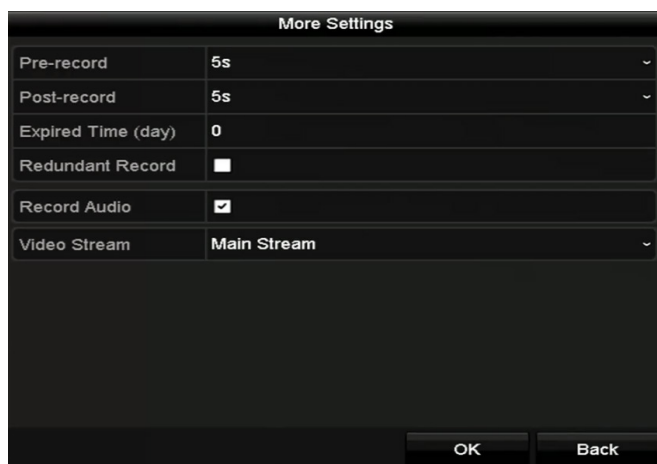 More Settings
Pre-record 5s
Post-record 5s
Expired Time (day) 0
Redundant Record
Record Audio
Video Stream Main Stream
OK Back